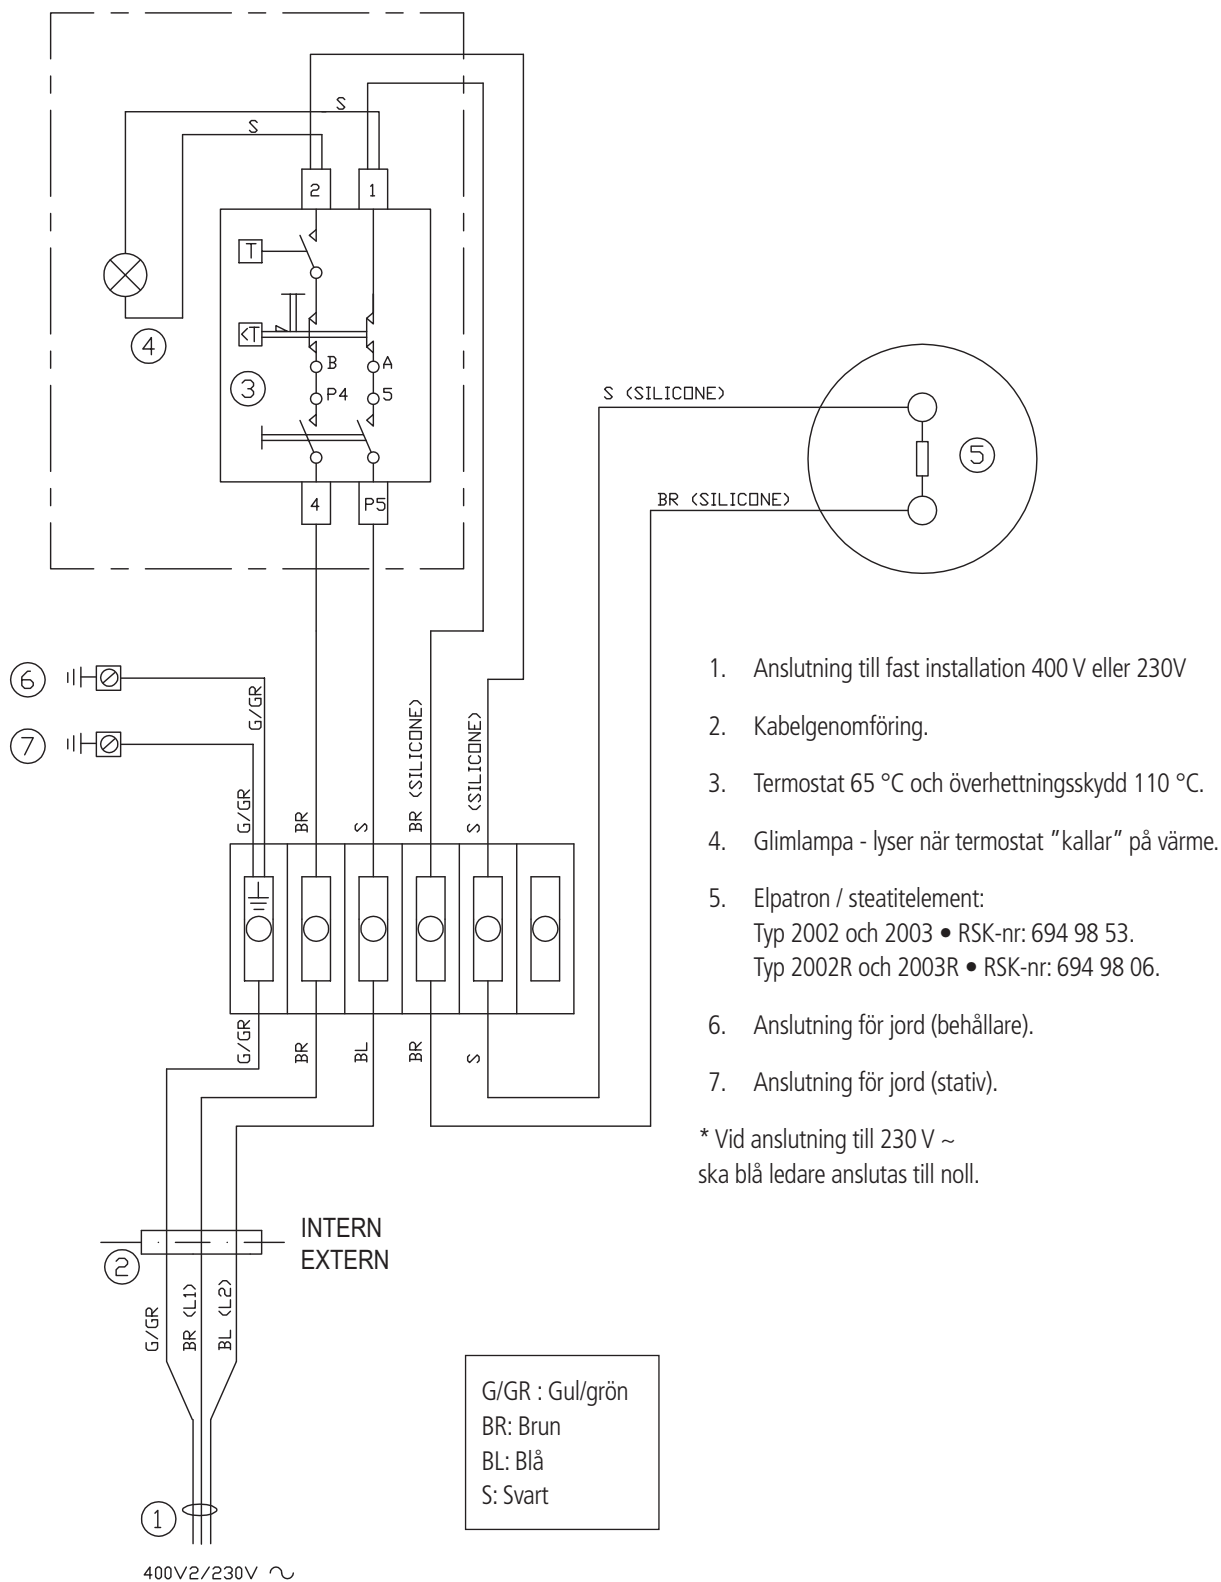 S
S
2
1
T
<T
4
3
B
A
P4
5
4
P5
S (SILICONE)
5
BR (SILICONE)
6
7
G/GR
G/GR
BR
S
BR (SILICONE)
S (SILICONE)
G/GR
BR
BL
BR
S
1. Anslutning till fast installation 400 V eller 230V
2. Kabelgenomföring.
3. Termostat 65 °C och överhettningsskydd 110 °C.
4. Glimlampa - lyser när termostat "kallar" på värme.
5. Elpatron / steatitelement:
Typ 2002 och 2003 • RSK-nr: 694 98 53.
Typ 2002R och 2003R • RSK-nr: 694 98 06.
6. Anslutning för jord (behållare).
7. Anslutning för jord (stativ).
* Vid anslutning till 230 V ~
ska blå ledare anslutas till noll.
INTERN
EXTERN
2
G/GR
BR (L1)
BL (L2)
G/GR : Gul/grön
BR: Brun
BL: Blå
S: Svart
1
400V2/230V ~